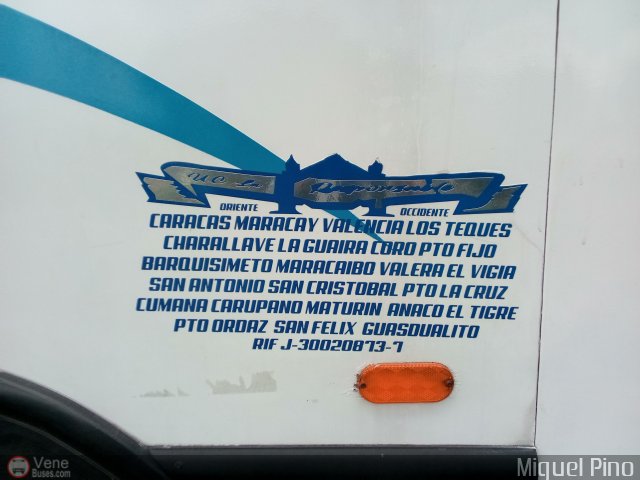 U.C. La
ORIENTE OCCIDENTE
CARACAS MARACAY VALENCIA LOS TEQUES
CHARALLAVE LA GUAIRA CORO PTO FIJO
BARQUISIMETO MARACAIBO VALERA EL VIGIA
SAN ANTONIO SAN CRISTOBAL PTO LA CRUZ
CUMANA CARUPANO MATURIN ANACO EL TIGRE
PTO ORDAZ SAN FELIX GUASDUALITO
RIF J-30020873-7
Vene
Buses.com
Miguel Pino